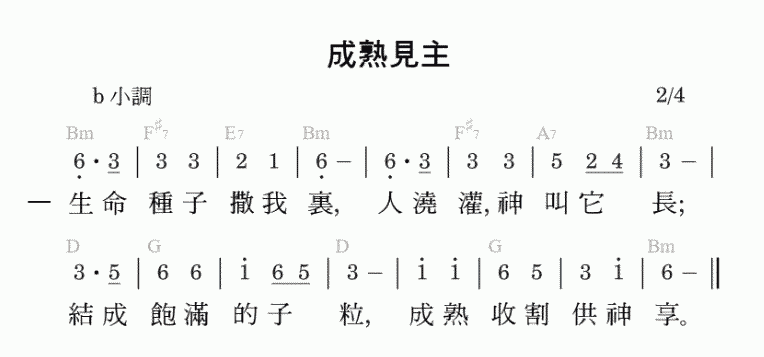 成熟見主
b 小調 2/4
Bm F♯7 E7 Bm F♯7 A7 Bm
6̣ · 3̲ | 3 3 | 2 1 | 6̣ – | 6̣ · 3̲ | 3 3 | 5 2̲ 4̲ | 3 – |
一 生命 種子 撒我 裏, 人澆 灌,神 叫它 長;
D G D G Bm
3 · 5̲ | 6 6 | i̇ 6̲ 5̲ | 3 – | i̇ i̇ | 6 5 | 3 i̇ | 6 – ‖
結成 飽滿 的子 粒, 成熟 收割 供神 享。